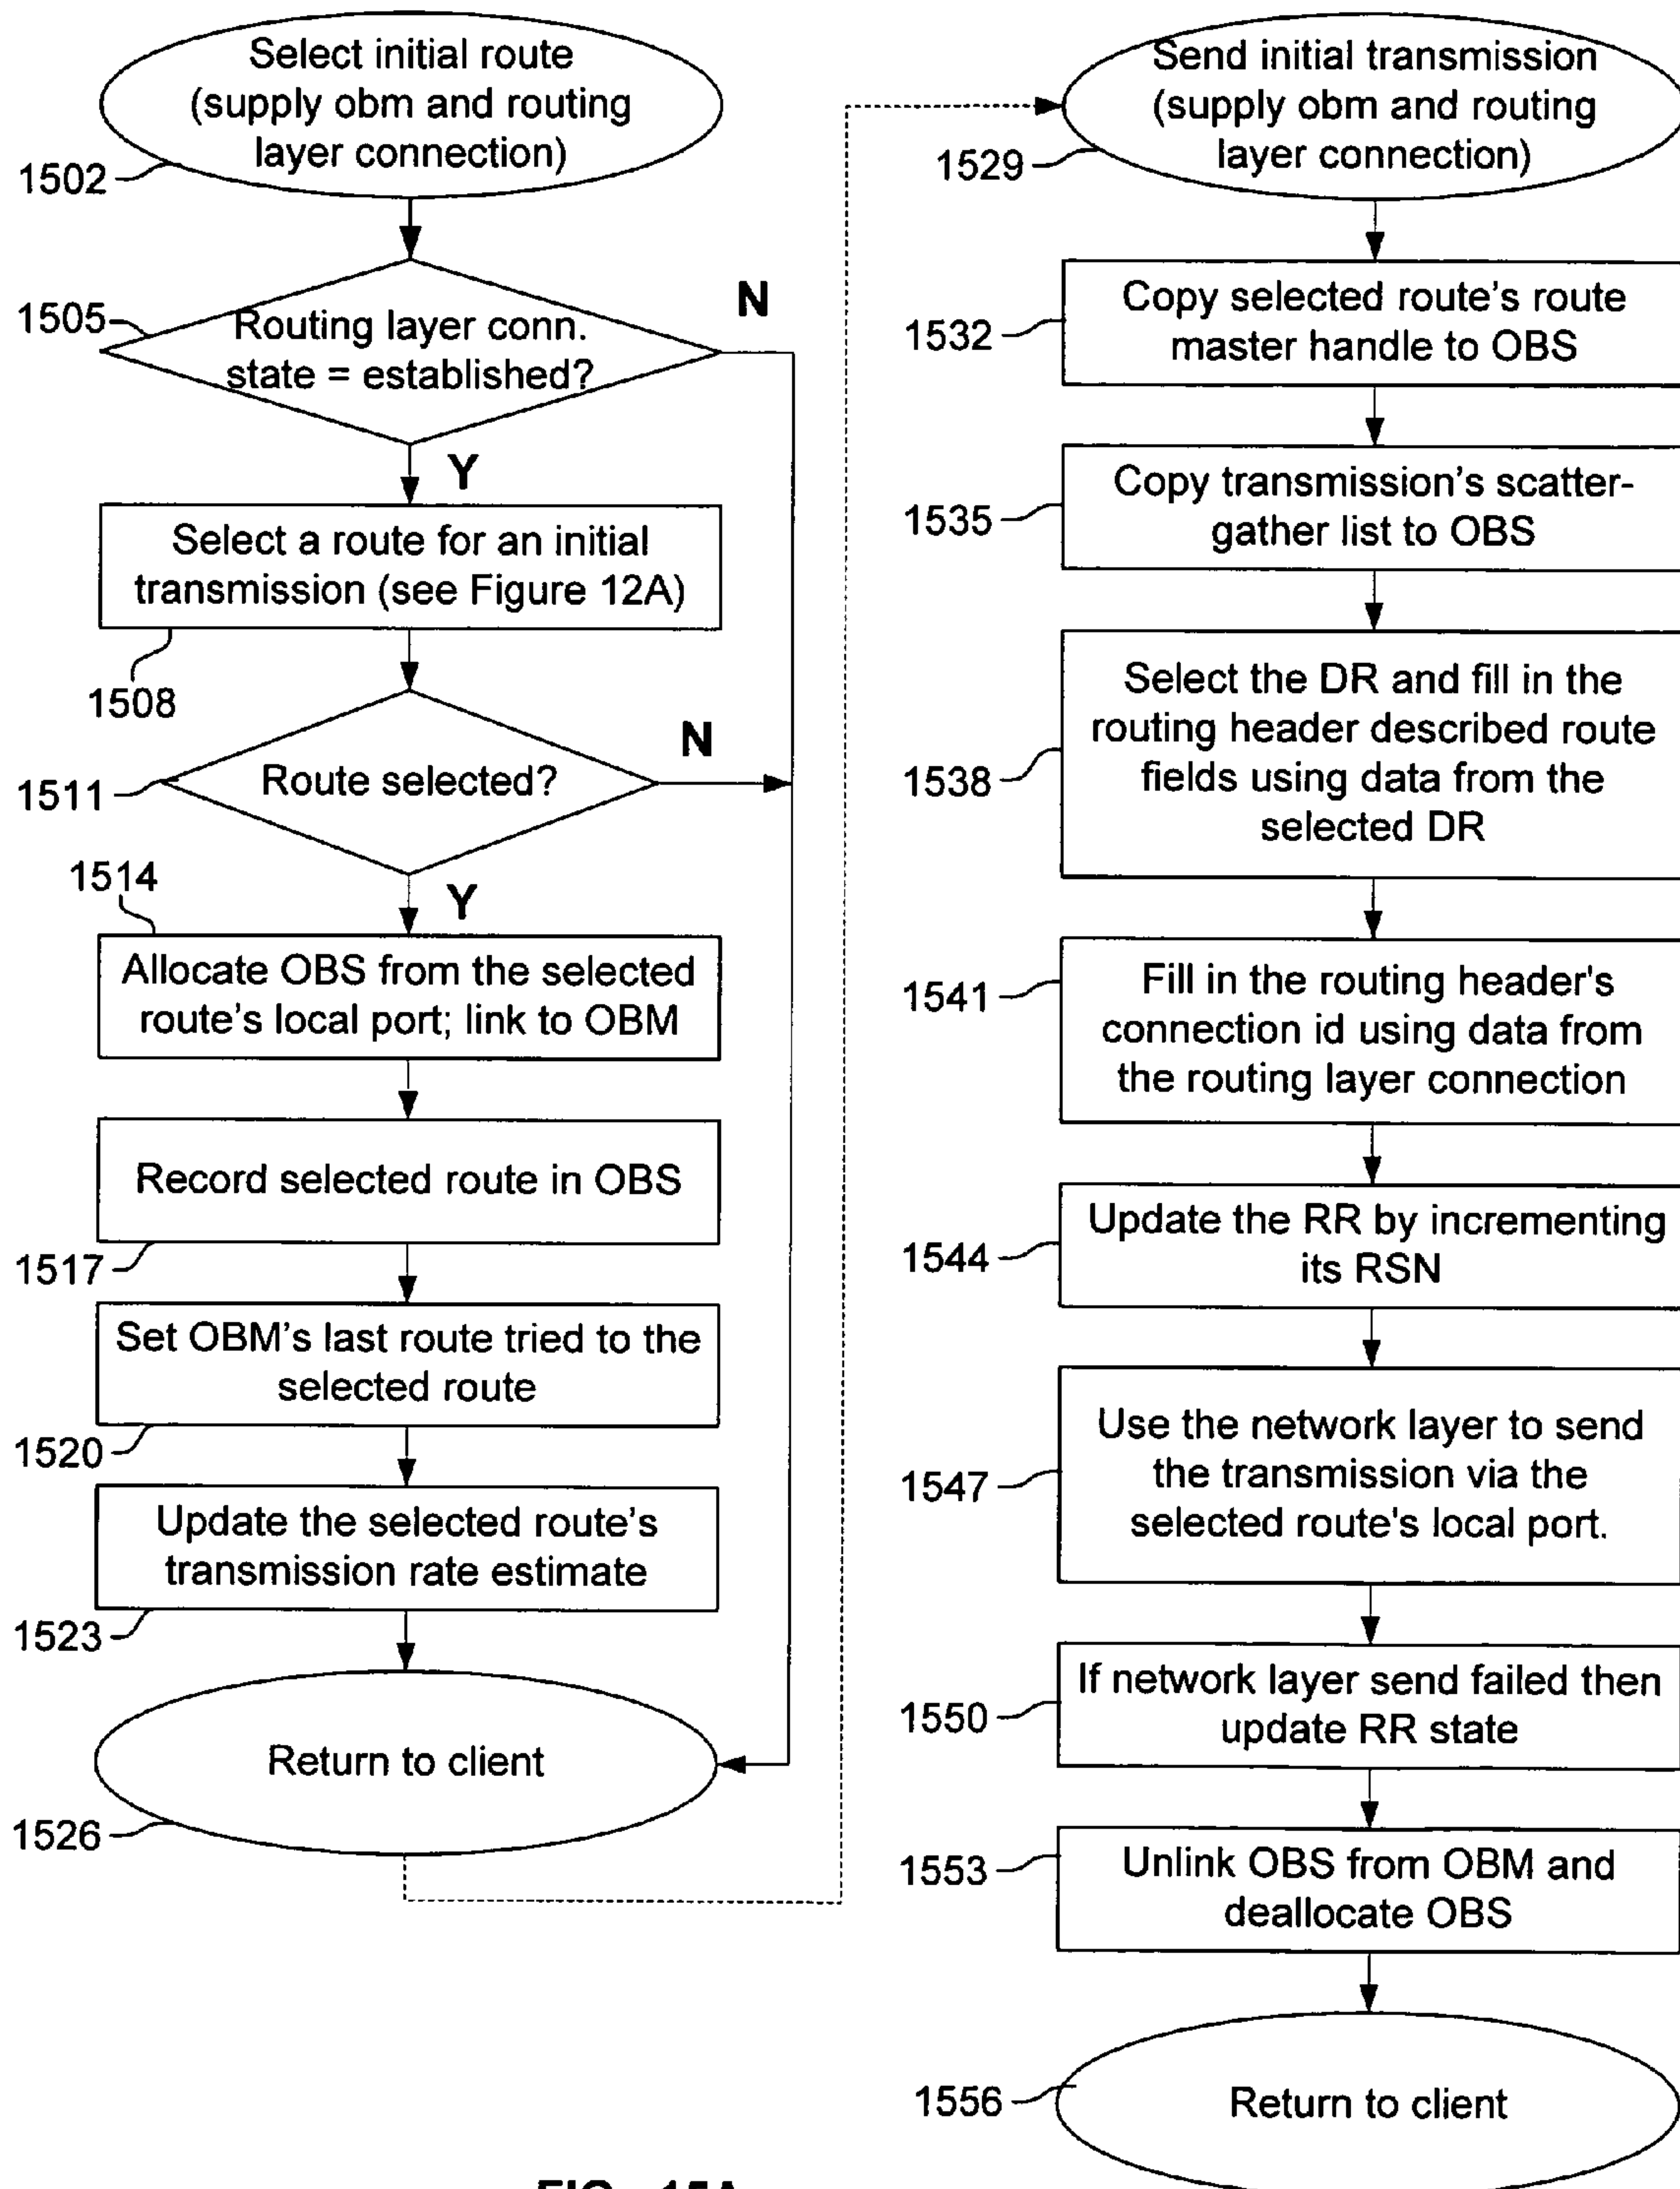 Select initial route
(supply obm and routing
layer connection)
1502
1505
Routing layer conn.
state = established?
N
Y
Select a route for an initial
transmission (see Figure 12A)
1508
1511
Route selected?
N
1514
Y
Allocate OBS from the selected
route's local port; link to OBM
Record selected route in OBS
1517
Set OBM's last route tried to the
selected route
1520
Update the selected route's
transmission rate estimate
1523
Return to client
1526
Send initial transmission
(supply obm and routing
layer connection)
1529
Copy selected route's route
master handle to OBS
1532
Copy transmission's scatter-
gather list to OBS
1535
Select the DR and fill in the
routing header described route
fields using data from the
selected DR
1538
Fill in the routing header's
connection id using data from
the routing layer connection
1541
Update the RR by incrementing
its RSN
1544
Use the network layer to send
the transmission via the
selected route's local port.
1547
If network layer send failed then
update RR state
1550
Unlink OBS from OBM and
deallocate OBS
1553
Return to client
1556
FIG. 15A